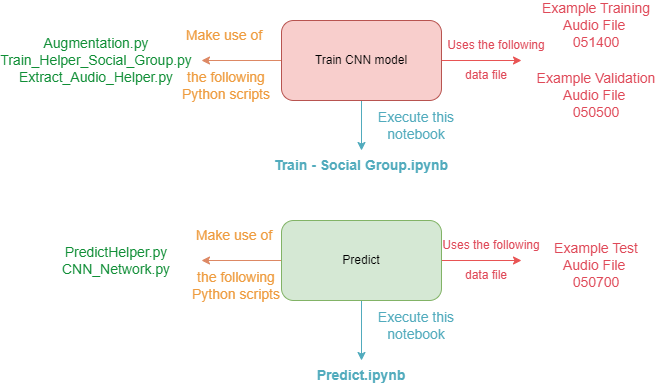 Augmentation.py
Train_Helper_Social_Group.py
Extract_Audio_Helper.py
Make use of
the following
Python scripts
Train CNN model
Uses the following
data file
Example Training
Audio File
051400
Example Validation
Audio File
050500
Execute this
notebook
Train - Social Group.ipynb
PredictHelper.py
CNN_Network.py
Make use of
the following
Python scripts
Predict
Uses the following
data file
Example Test
Audio File
050700
Execute this
notebook
Predict.ipynb